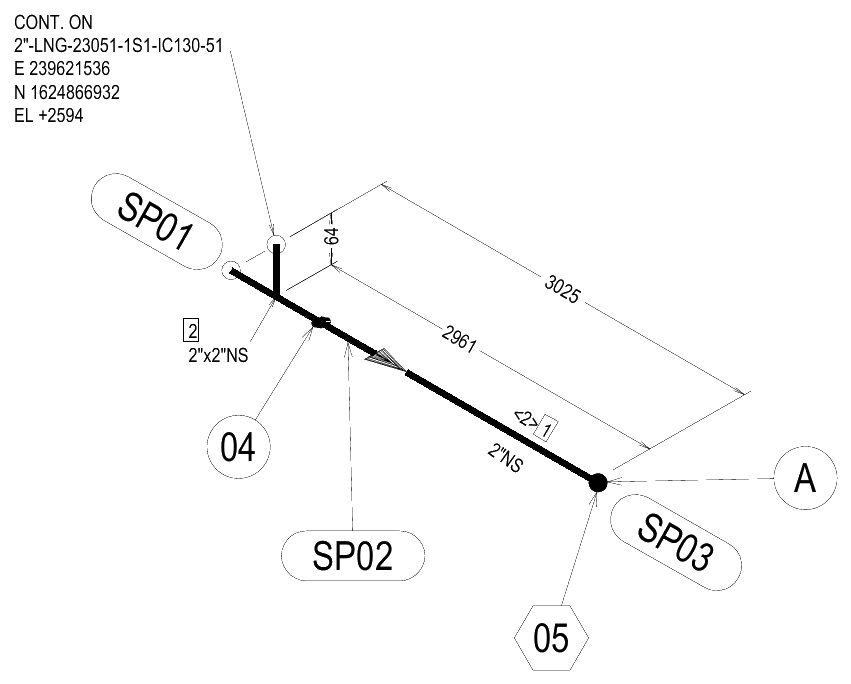 CONT. ON
2"-LNG-23051-1S1-IC130-51
E 239621536
N 1624866932
EL +2594
SP01
64
3025
2961
2
2"x2"NS
04
<2> 1
2"NS
A
SP02
SP03
05